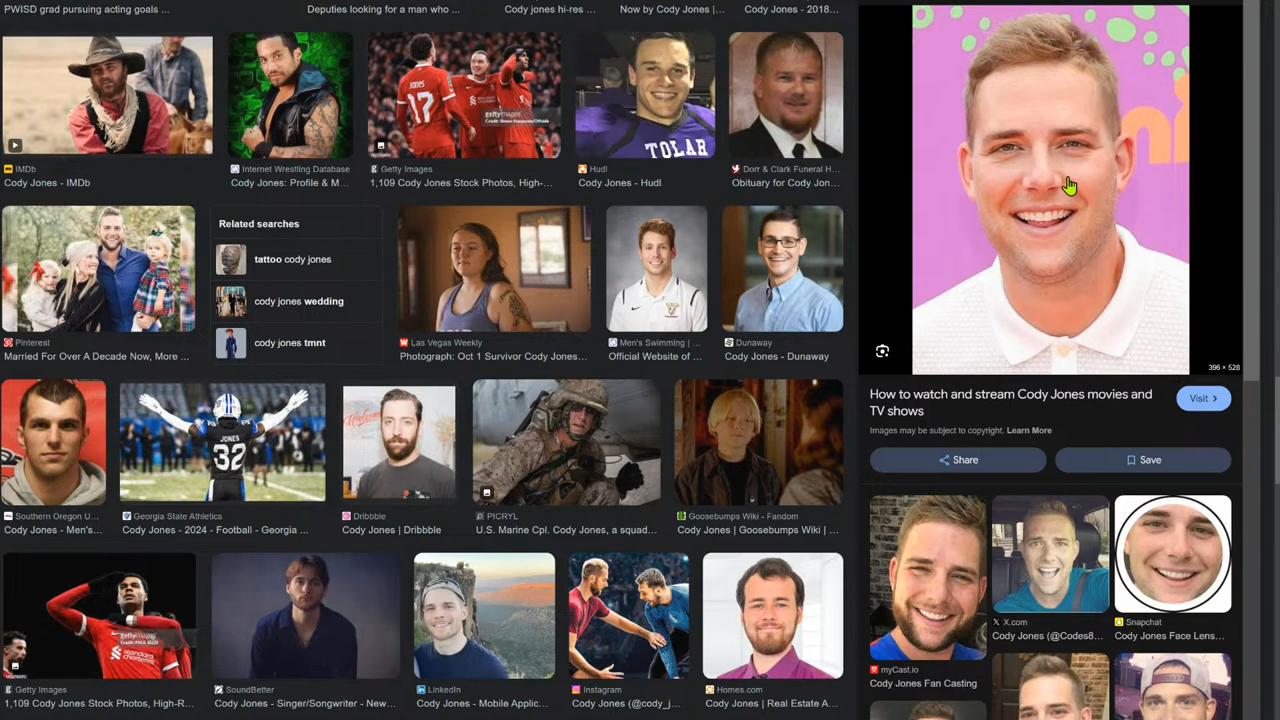 PWISD grad pursuing acting goals ...
Deputies looking for a man who ...
Cody jones hi-res ...
Now by Cody Jones |...
Cody Jones - 2018...
JONES
17
gettyimages
TOLAR
IMDb
Cody Jones - IMDb
Internet Wrestling Database
Cody Jones: Profile & M...
Getty Images
1,109 Cody Jones Stock Photos, High-...
Hudl
Cody Jones - Hudl
Dorr & Clark Funeral H...
Obituary for Cody Jon...
Related searches
tattoo cody jones
cody jones wedding
cody jones tmnt
Pinterest
Married For Over A Decade Now, More ...
Las Vegas Weekly
Photograph: Oct 1 Survivor Cody Jones...
Men's Swimming |...
Official Website of ...
Dunaway
Cody Jones - Dunaway
JONES
32
Southern Oregon U...
Cody Jones - Men's...
Georgia State Athletics
Cody Jones - 2024 - Football - Georgia ...
Dribbble
Cody Jones | Dribbble
PICRYL
U.S. Marine Cpl. Cody Jones, a squad...
Goosebumps Wiki - Fandom
Cody Jones | Goosebumps Wiki | ...
gettyimages
standard
chartered
Getty Images
1,109 Cody Jones Stock Photos, High-R...
SoundBetter
Cody Jones - Singer/Songwriter - New...
LinkedIn
Cody Jones - Mobile Applic...
Instagram
Cody Jones (@cody_j...
Homes.com
Cody Jones | Real Estate A...
396 × 528
How to watch and stream Cody Jones movies and
TV shows
Visit
Images may be subject to copyright. Learn More
Share
Save
myCast.io
Cody Jones Fan Casting
X.com
Cody Jones (@Codes8...
Snapchat
Cody Jones Face Lens...